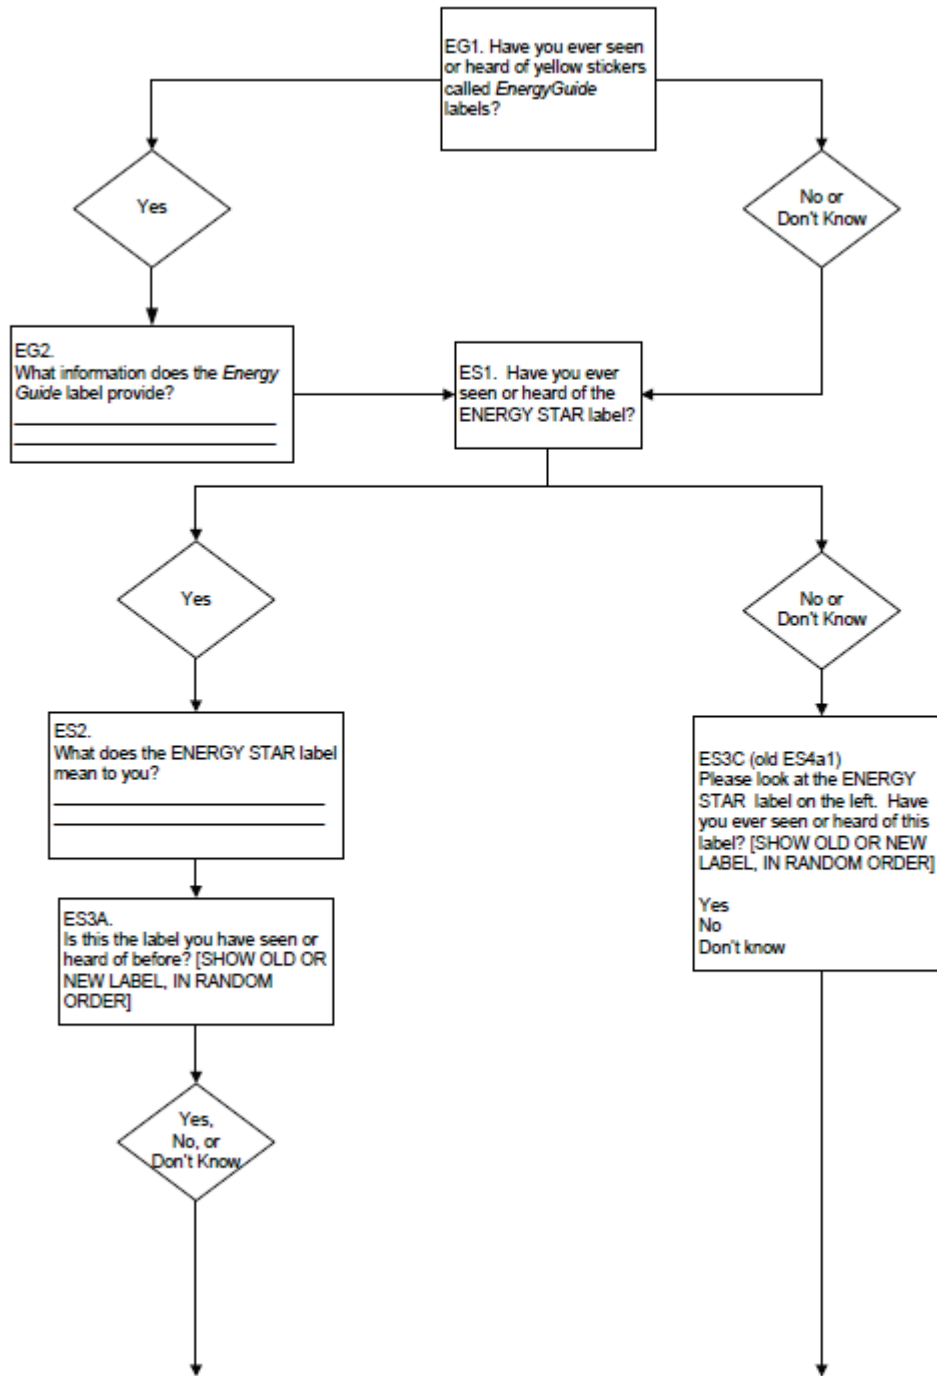 EG1. Have you ever seen
or heard of yellow stickers
called EnergyGuide
labels?
Yes
No or
Don't Know
EG2.
What information does the Energy
Guide label provide?
ES1.  Have you ever
seen or heard of the
ENERGY STAR label?
Yes
No or
Don't Know
ES2.
What does the ENERGY STAR label
mean to you?
ES3C (old ES4a1)
Please look at the ENERGY
STAR  label on the left.  Have
you ever seen or heard of this
label? [SHOW OLD OR NEW
LABEL, IN RANDOM ORDER]
Yes
No
Don't know
ES3A.
Is this the label you have seen or
heard of before? [SHOW OLD OR
NEW LABEL, IN RANDOM
ORDER]
Yes,
No, or
Don't Know